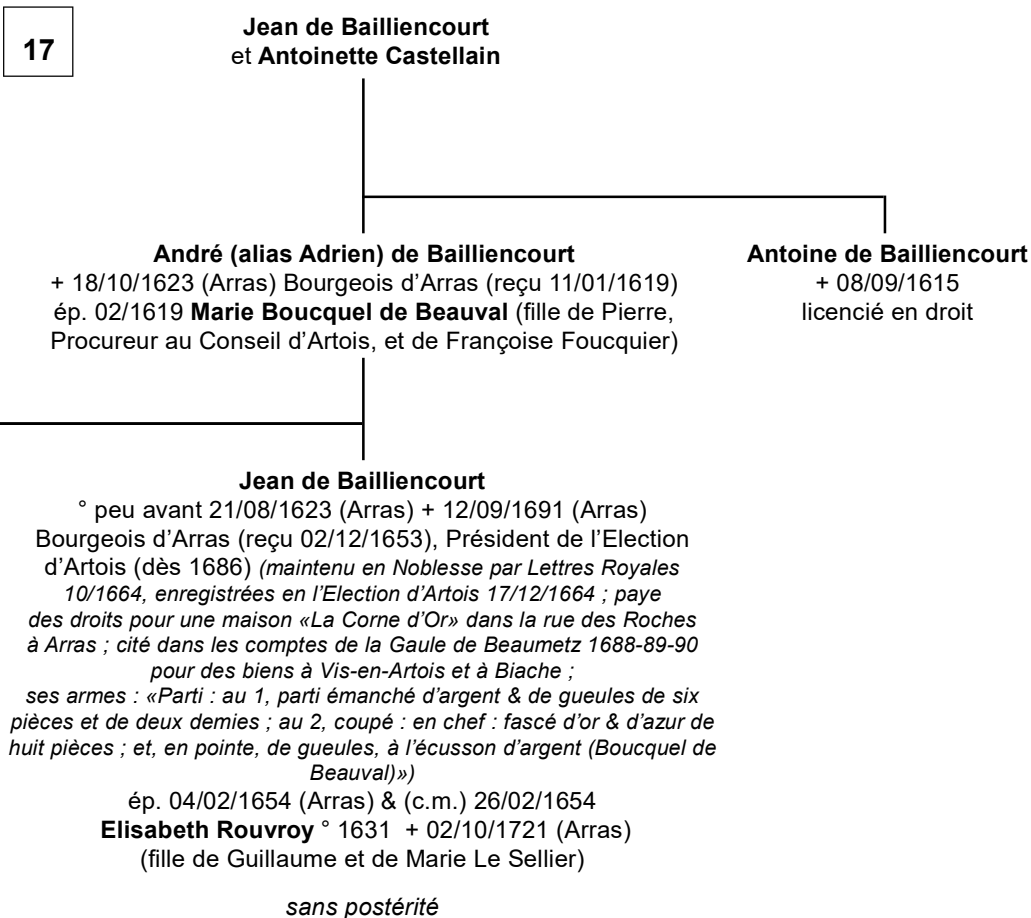 17
Jean de Bailliencourt
et Antoinette Castellain
André (alias Adrien) de Bailliencourt
+ 18/10/1623 (Arras) Bourgeois d’Arras (reçu 11/01/1619)
ép. 02/1619 Marie Boucquel de Beauval (fille de Pierre,
Procureur au Conseil d’Artois, et de Françoise Foucquier)
Antoine de Bailliencourt
+ 08/09/1615
licencié en droit
Jean de Bailliencourt
° peu avant 21/08/1623 (Arras) + 12/09/1691 (Arras)
Bourgeois d’Arras (reçu 02/12/1653), Président de l’Election
d’Artois (dès 1686) (maintenu en Noblesse par Lettres Royales
10/1664, enregistrées en l’Election d’Artois 17/12/1664 ; paye
des droits pour une maison «La Corne d’Or» dans la rue des Roches
à Arras ; cité dans les comptes de la Gaule de Beaumetz 1688-89-90
pour des biens à Vis-en-Artois et à Biache ;
ses armes : «Parti : au 1, parti émanché d’argent & de gueules de six
pièces et de deux demies ; au 2, coupé : en chef : fascé d’or & d’azur de
huit pièces ; et, en pointe, de gueules, à l’écusson d’argent (Boucquel de
Beauval)»)
ép. 04/02/1654 (Arras) & (c.m.) 26/02/1654
Elisabeth Rouvroy ° 1631 + 02/10/1721 (Arras)
(fille de Guillaume et de Marie Le Sellier)
sans postérité